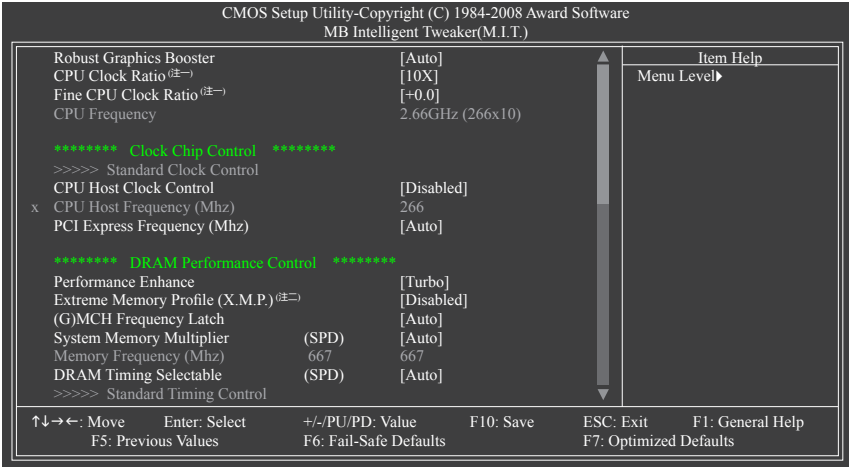 CMOS Setup Utility-Copyright (C) 1984-2008 Award Software
MB Intelligent Tweaker(M.I.T.)
Robust Graphics Booster [Auto]
CPU Clock Ratio (注一) [10X]
Fine CPU Clock Ratio (注一) [+0.0]
CPU Frequency 2.66GHz (266x10)
******** Clock Chip Control ********
>>>>> Standard Clock Control
CPU Host Clock Control [Disabled]
x CPU Host Frequency (Mhz) 266
PCI Express Frequency (Mhz) [Auto]
******** DRAM Performance Control ********
Performance Enhance [Turbo]
Extreme Memory Profile (X.M.P.) (注二) [Disabled]
(G)MCH Frequency Latch [Auto]
System Memory Multiplier (SPD) [Auto]
Memory Frequency (Mhz) 667 667
DRAM Timing Selectable (SPD) [Auto]
>>>>> Standard Timing Control
Item Help
Menu Level▶
↑↓→←: Move Enter: Select +/-/PU/PD: Value F10: Save ESC: Exit F1: General Help
F5: Previous Values F6: Fail-Safe Defaults F7: Optimized Defaults